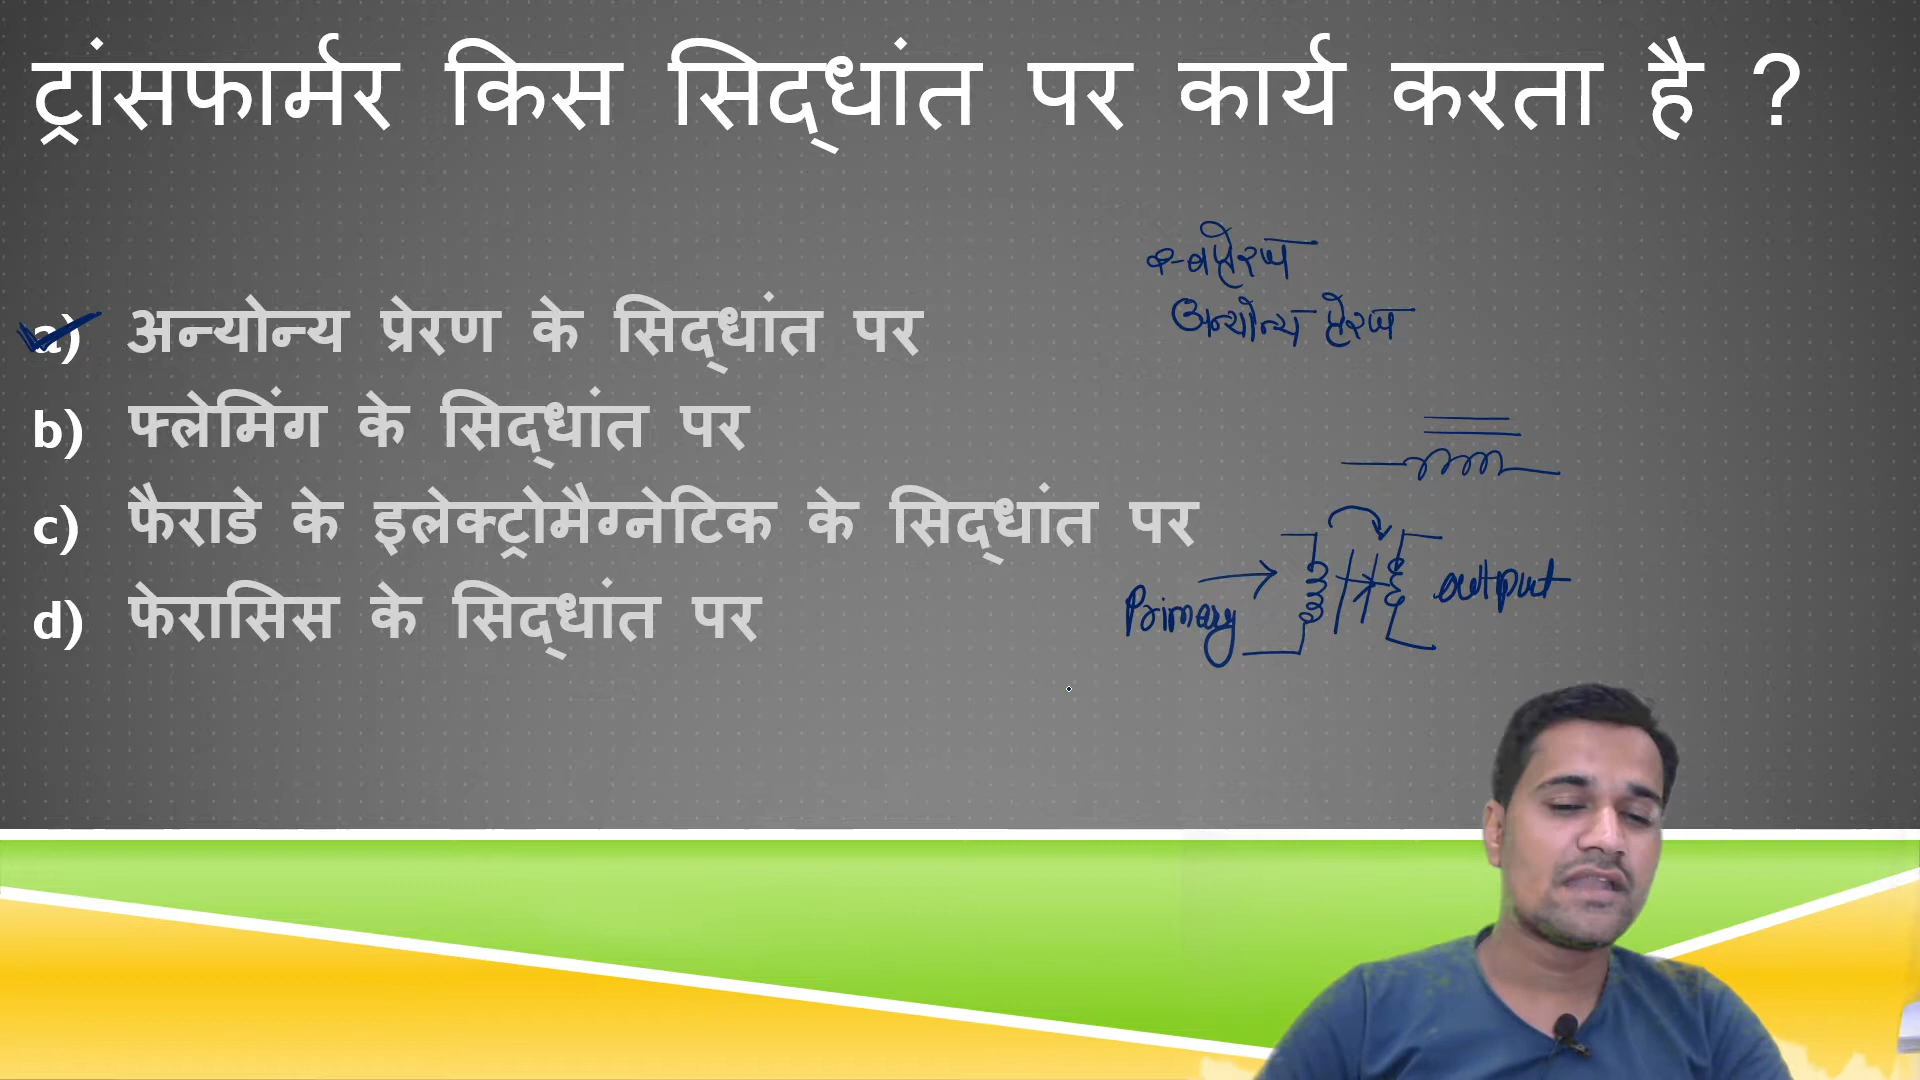 ट्रांसफार्मर किस सिद्धांत पर कार्य करता है ?
स्वप्रेरण
अन्योन्य प्रेरण
a) अन्योन्य प्रेरण के सिद्धांत पर
b) फ्लेमिंग के सिद्धांत पर
c) फैराडे के इलेक्ट्रोमैग्नेटिक के सिद्धांत पर
d) फेरासिस के सिद्धांत पर
Primary
output